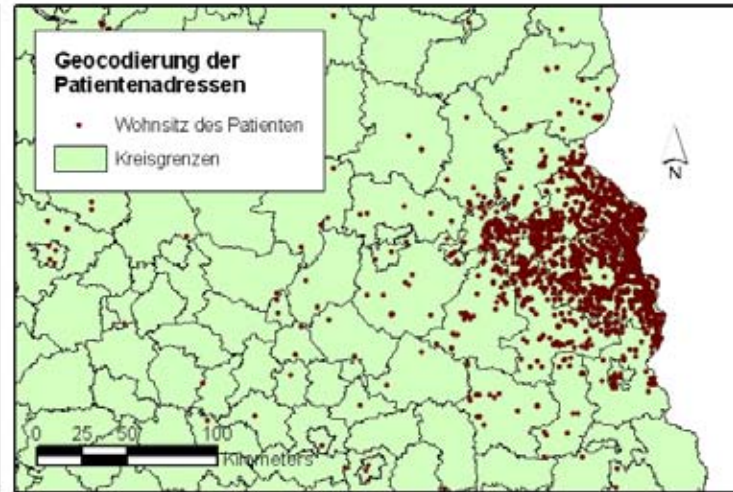 Geocodierung der
Patientenadressen
Wohnsitz des Patienten
Kreisgrenzen
N
0 25 50 100
Kilometers